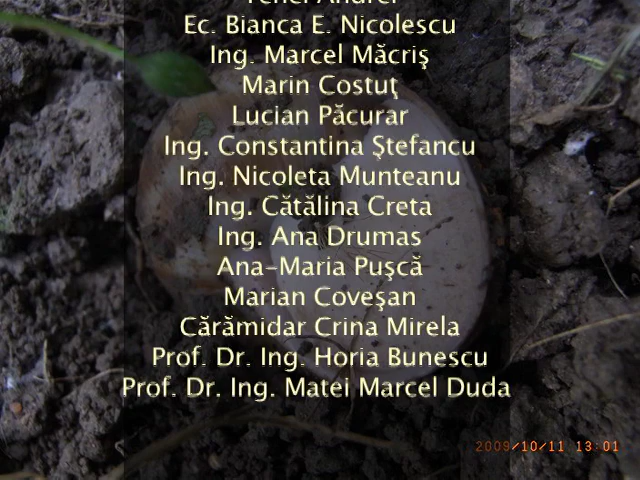 Ec. Bianca E. Nicolescu
Ing. Marcel Măcriş
Marin Costuţ
Lucian Păcurar
Ing. Constantina Ştefancu
Ing. Nicoleta Munteanu
Ing. Cătălina Creta
Ing. Ana Drumas
Ana-Maria Puşcă
Marian Coveşan
Cărămidar Crina Mirela
Prof. Dr. Ing. Horia Bunescu
Prof. Dr. Ing. Matei Marcel Duda
2009/10/11 13:01